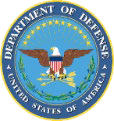 DEPARTMENT OF DEFENSE
UNITED STATES OF AMERICA